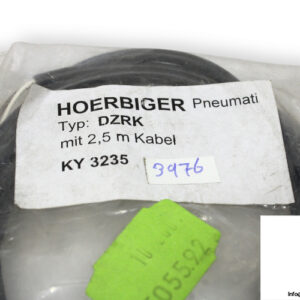 HOERBIGER Pneumati
Typ: DZRK
mit 2,5 m Kabel
KY 3235
3976